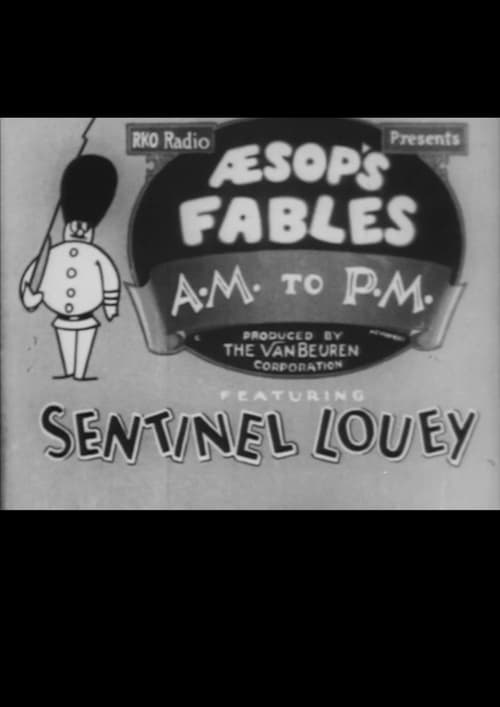 RKO Radio
Presents
ÆSOP'S
FABLES
A.M. TO P.M.
PRODUCED BY
THE VAN BEUREN
CORPORATION
FEATURING
SENTINEL LOUEY